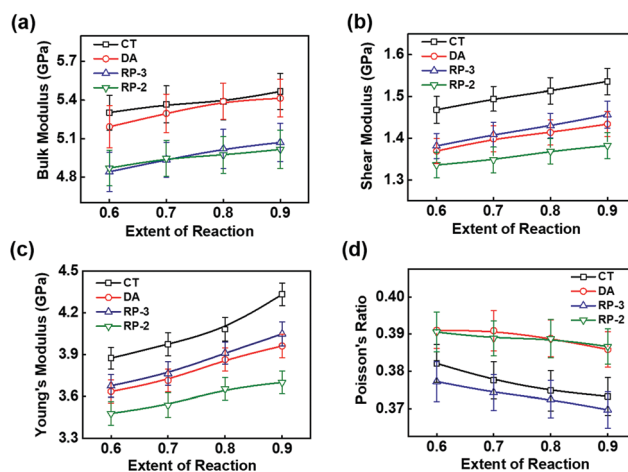 (a)
CT
DA
RP-3
RP-2
5.7
5.4
5.1
4.8
Bulk Modulus (GPa)
0.6 0.7 0.8 0.9
Extent of Reaction
(b)
CT
DA
RP-3
RP-2
1.6
1.5
1.4
1.3
Shear Modulus (GPa)
0.6 0.7 0.8 0.9
Extent of Reaction
(c)
CT
DA
RP-3
RP-2
4.5
4.2
3.9
3.6
3.3
Young's Modulus (GPa)
0.6 0.7 0.8 0.9
Extent of Reaction
(d)
CT
DA
RP-3
RP-2
0.40
0.39
0.38
0.37
Poisson's Ratio
0.6 0.7 0.8 0.9
Extent of Reaction